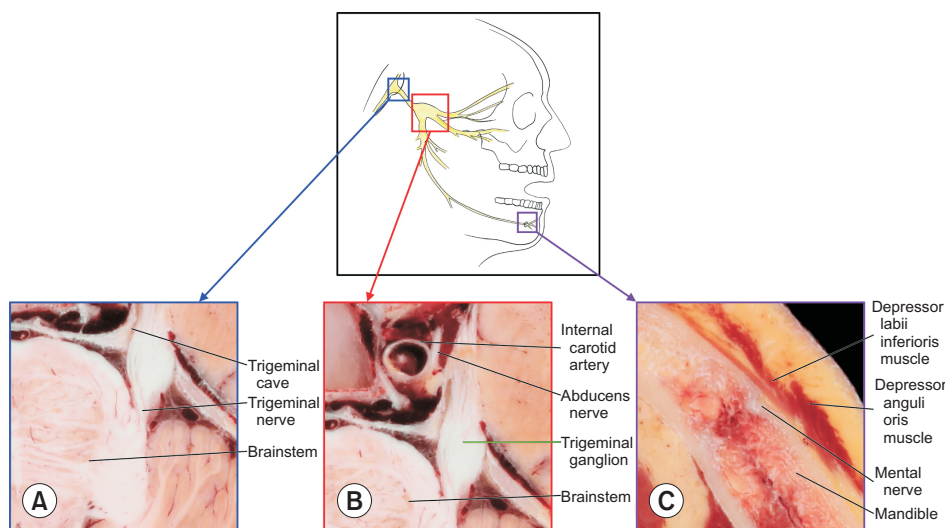 Trigeminal
cave
Trigeminal
nerve
Brainstem
A
Internal
carotid
artery
Abducens
nerve
Trigeminal
ganglion
Brainstem
B
Depressor
labii
inferioris
muscle
Depressor
anguli
oris
muscle
Mental
nerve
Mandible
C